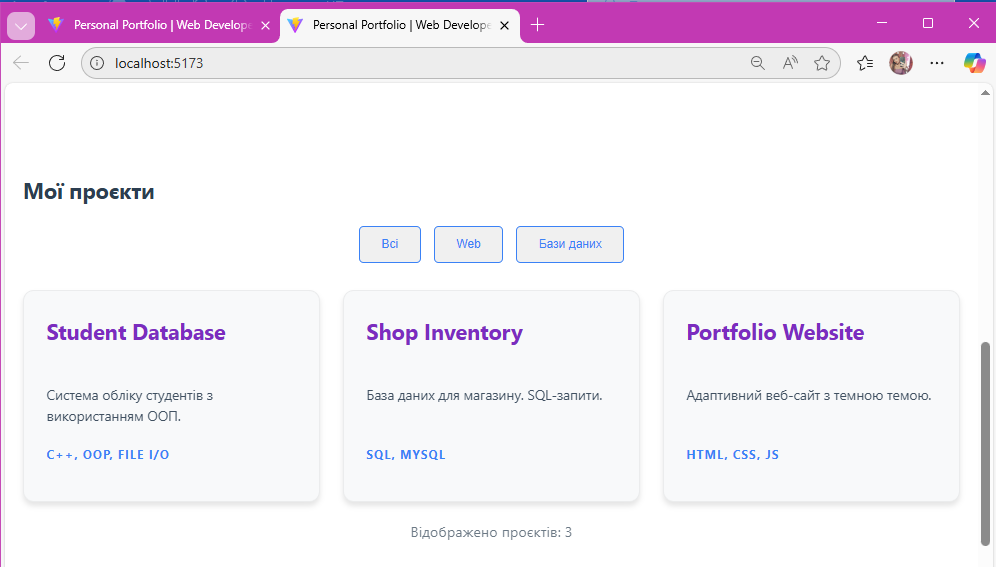 Personal Portfolio | Web Develope
Personal Portfolio | Web Develope
localhost:5173
Мої проєкти
Всі
Web
Бази даних
Student Database
Система обліку студентів з
використанням ООП.
C++, OOP, FILE I/O
Shop Inventory
База даних для магазину. SQL-запити.
SQL, MYSQL
Portfolio Website
Адаптивний веб-сайт з темною темою.
HTML, CSS, JS
Відображено проєктів: 3